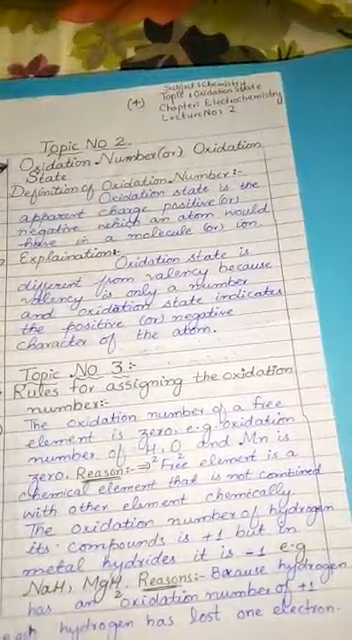 Subject: Chemistry
(4) Topic: Oxidation State
Chapter: Electrochemistry
Lecture No: 2
Topic No 2.
Oxidation Number (or) Oxidation
State
Definition of Oxidation Number:-
Oxidation state is the
apparent charge positive (or)
negative which an atom would
have in a molecule (or) ion.
Explaination:-
Oxidation state is
different from valency because
valency is only a number
and oxidation state indicates
the positive (or) negative
character of the atom.
Topic No 3:-
Rules for assigning the oxidation
number:-
The oxidation number of a free
element is zero. e.g. oxidation
number of H₂, O₂ and Mn is
zero. Reason:-⇒ Free element is a
chemical element that is not combined
with other element chemically.
The oxidation number of hydrogen
its compounds is +1 but in
metal hydrides it is -1 e.g
NaH, MgH₂. Reasons:- Because hydrogen
has an oxidation number of +1
each hydrogen has lost one electron.